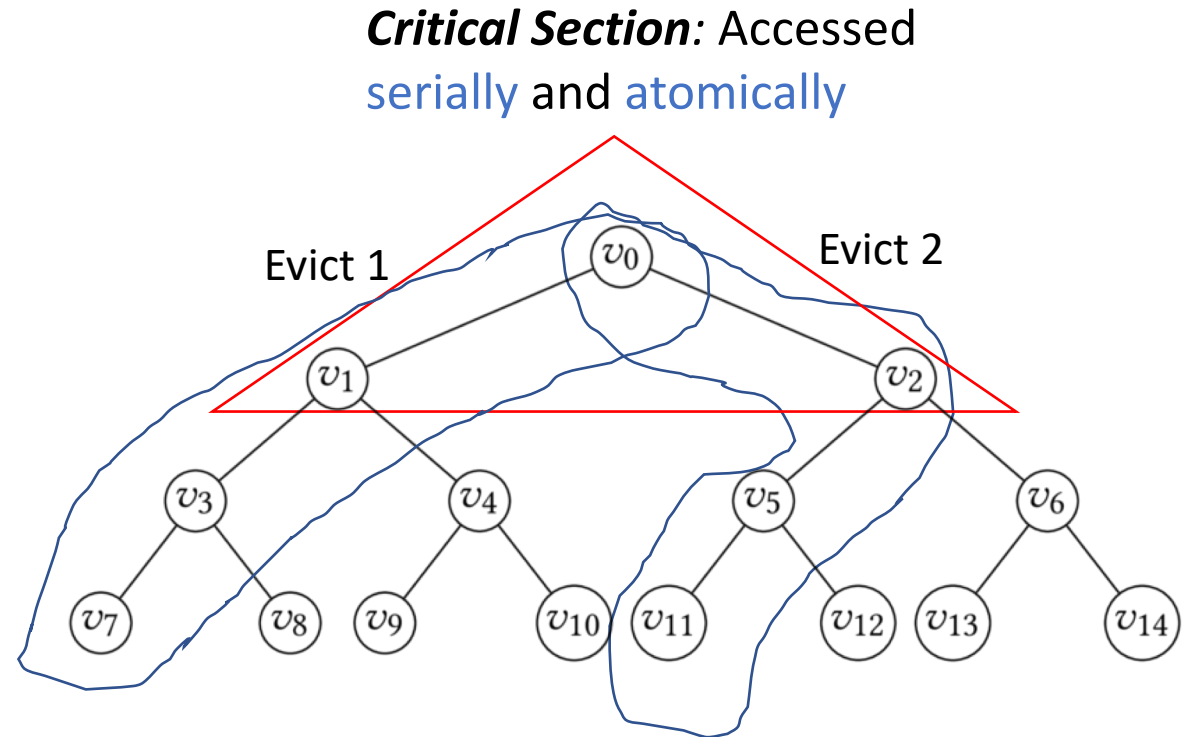 Critical Section: Accessed
serially and atomically
Evict 1
v0
Evict 2
v1
v2
v3
v4
v5
v6
v7
v8
v9
v10
v11
v12
v13
v14